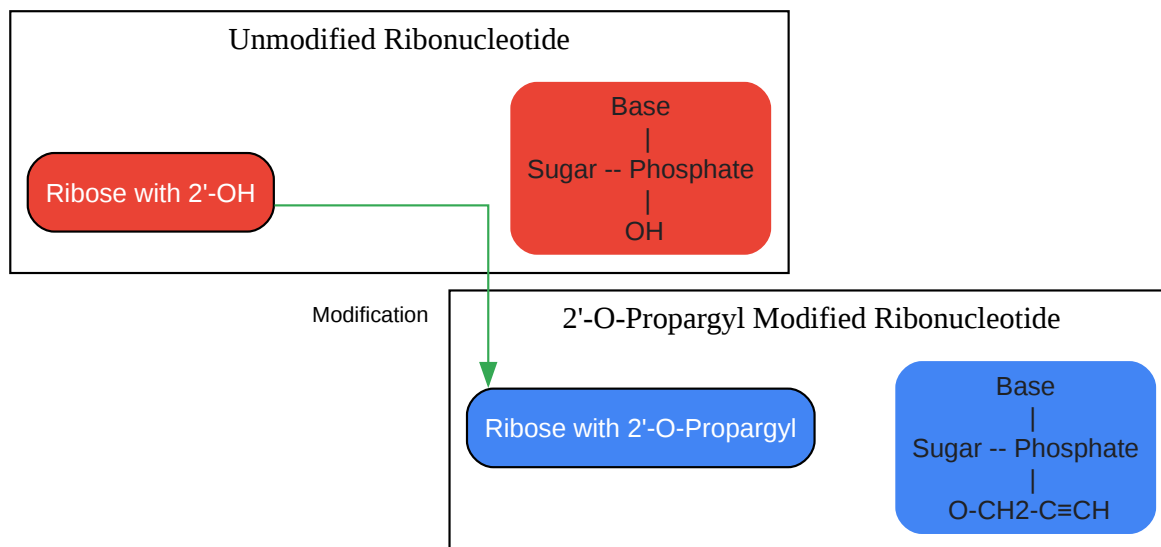 Unmodified Ribonucleotide
Ribose with 2'-OH
Base
|
Sugar -- Phosphate
|
OH
Modification
2'-O-Propargyl Modified Ribonucleotide
Ribose with 2'-O-Propargyl
Base
|
Sugar -- Phosphate
|
O-CH2-C≡CH